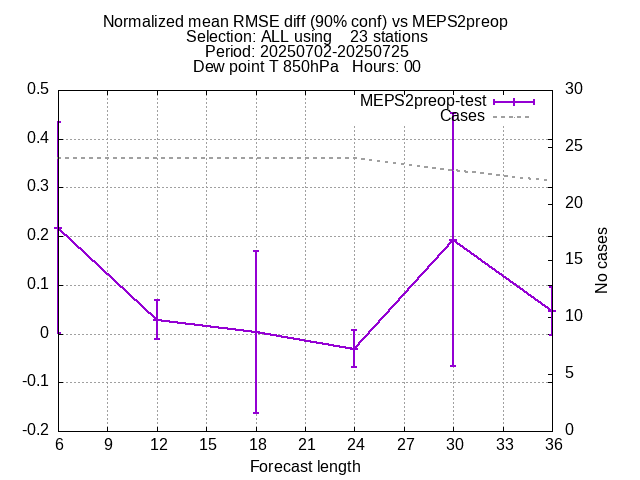 Normalized mean RMSE diff (90% conf) vs MEPS2preop
Selection: ALL using    23 stations
Period: 20250702-20250725
Dew point T 850hPa   Hours: 00
MEPS2preop-test
Cases
0.5
0.4
0.3
0.2
0.1
0
-0.1
-0.2
30
25
20
15
10
5
0
No cases
6 9 12 15 18 21 24 27 30 33 36
Forecast length